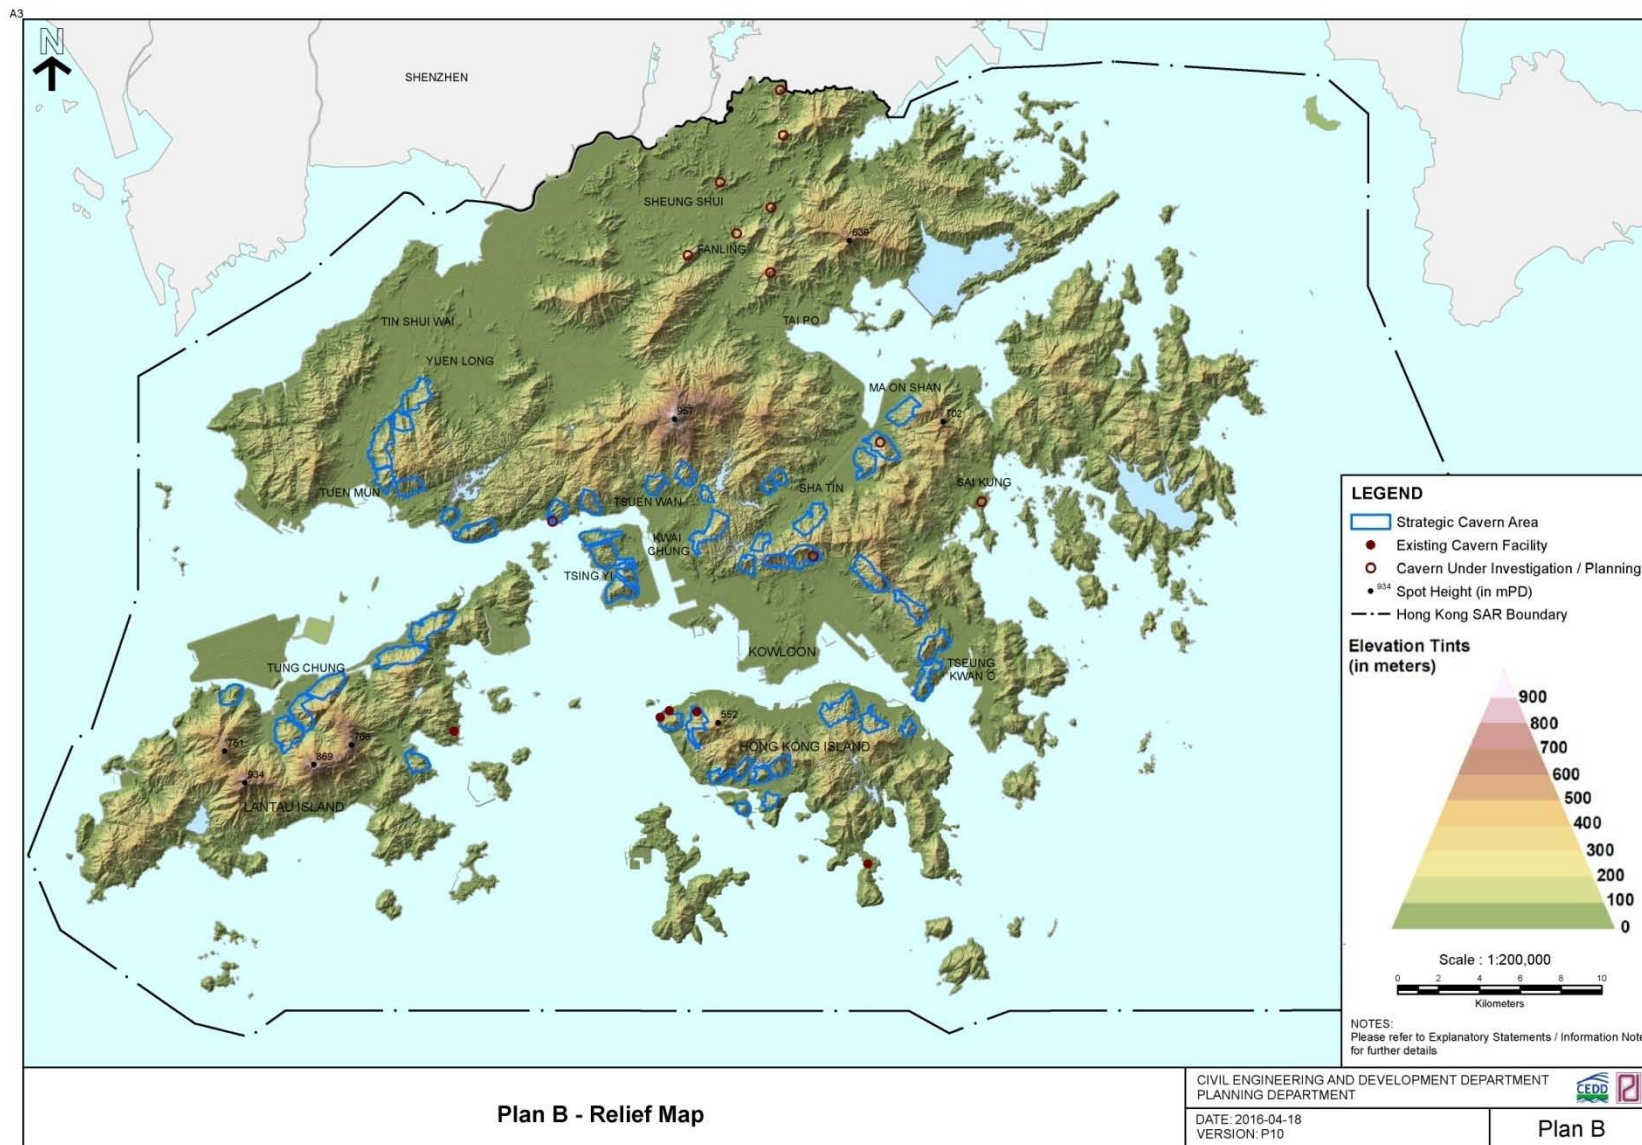 A3
N
SHENZHEN
SHEUNG SHUI
FANLING
639
TIN SHUI WAI
TAI PO
YUEN LONG
MA ON SHAN
957
702
TUEN MUN
TSUEN WAN
SHA TIN
SAI KUNG
KWAI
CHUNG
TSING YI
KOWLOON
TUNG CHUNG
TSEUNG
KWAN O
552
HONG KONG ISLAND
751
869
934
LANTAU ISLAND
LEGEND
Strategic Cavern Area
Existing Cavern Facility
Cavern Under Investigation / Planning
934 Spot Height (in mPD)
Hong Kong SAR Boundary
Elevation Tints
(in meters)
900
800
700
600
500
400
300
200
100
0
Scale : 1:200,000
0 2 4 6 8 10
Kilometers
NOTES:
Please refer to Explanatory Statements / Information Note
for further details
Plan B - Relief Map
CIVIL ENGINEERING AND DEVELOPMENT DEPARTMENT
PLANNING DEPARTMENT
CEDD
DATE: 2016-04-18
VERSION: P10
Plan B